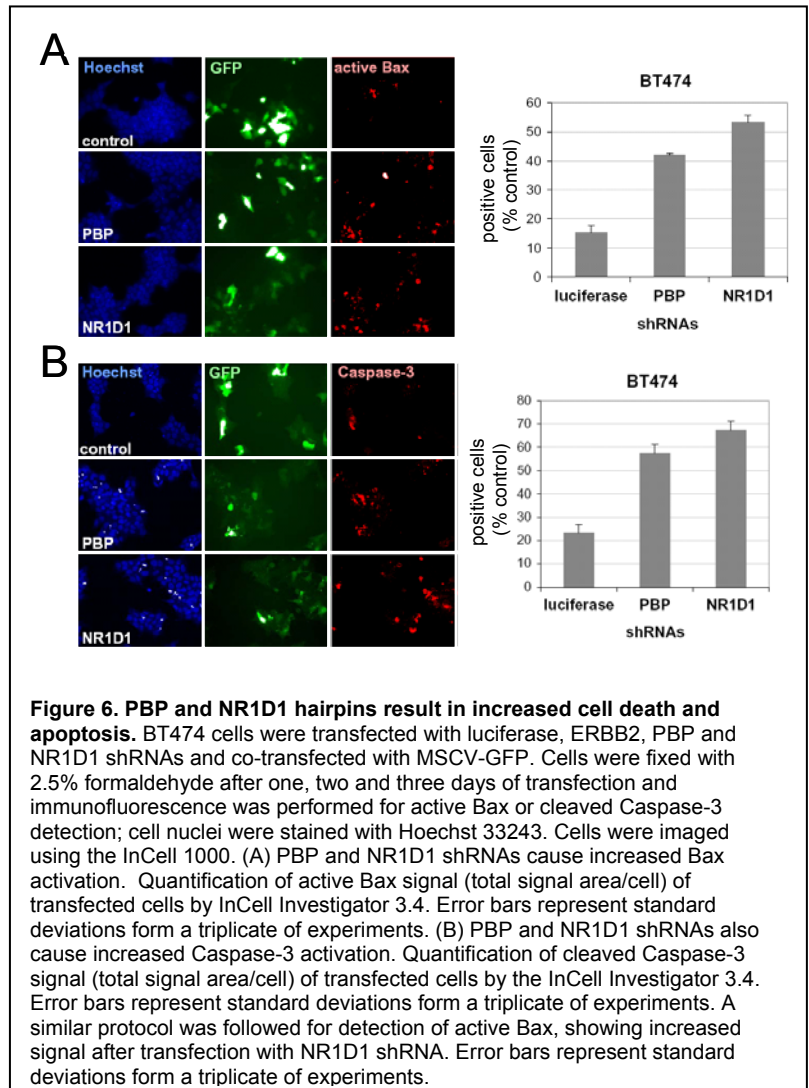 A
Hoechst GFP active Bax
control
PBP
NR1D1
BT474
positive cells
(% control)
60
50
40
30
20
10
0
luciferase PBP NR1D1
shRNAs
B
Hoechst GFP Caspase-3
control
PBP
NR1D1
BT474
positive cells
(% control)
80
70
60
50
40
30
20
10
0
luciferase PBP NR1D1
shRNAs
Figure 6. PBP and NR1D1 hairpins result in increased cell death and
apoptosis. BT474 cells were transfected with luciferase, ERBB2, PBP and
NR1D1 shRNAs and co-transfected with MSCV-GFP. Cells were fixed with
2.5% formaldehyde after one, two and three days of transfection and
immunofluorescence was performed for active Bax or cleaved Caspase-3
detection; cell nuclei were stained with Hoechst 33243. Cells were imaged
using the InCell 1000. (A) PBP and NR1D1 shRNAs cause increased Bax
activation. Quantification of active Bax signal (total signal area/cell) of
transfected cells by InCell Investigator 3.4. Error bars represent standard
deviations form a triplicate of experiments. (B) PBP and NR1D1 shRNAs also
cause increased Caspase-3 activation. Quantification of cleaved Caspase-3
signal (total signal area/cell) of transfected cells by the InCell Investigator 3.4.
Error bars represent standard deviations form a triplicate of experiments. A
similar protocol was followed for detection of active Bax, showing increased
signal after transfection with NR1D1 shRNA. Error bars represent standard
deviations form a triplicate of experiments.